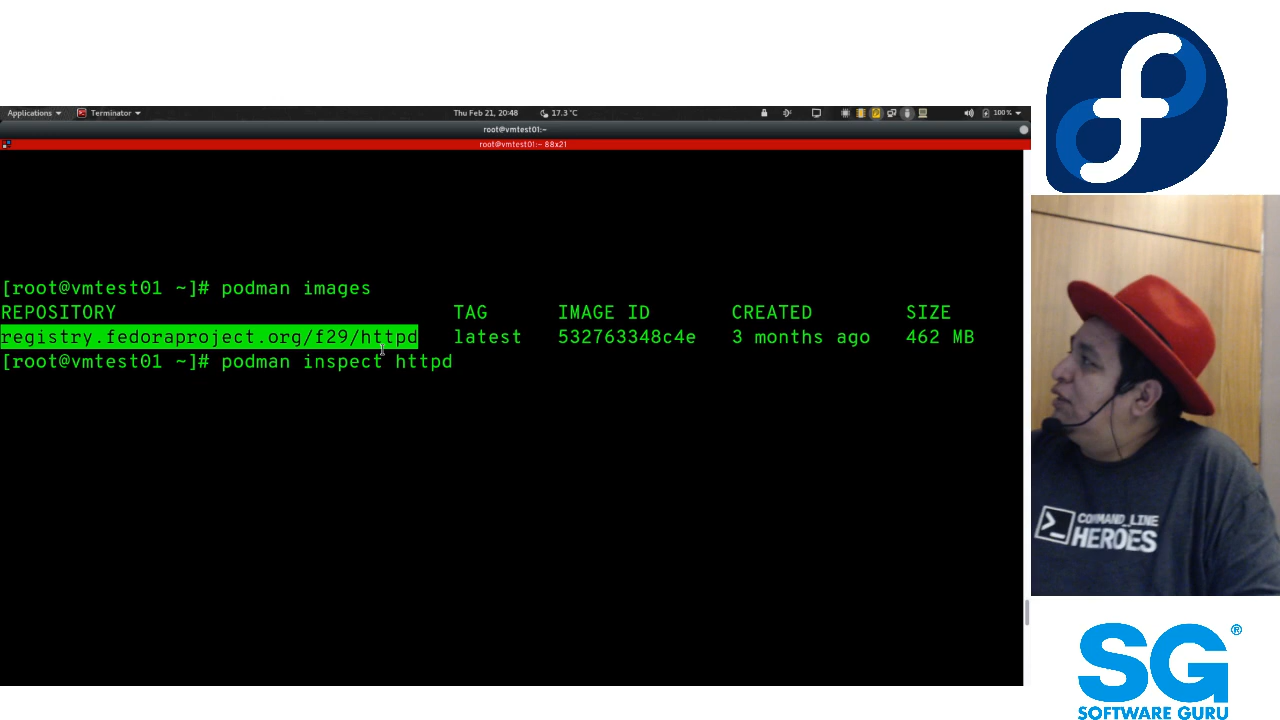 Applications
Terminator
Thu Feb 21, 20:48
17.3 °C
100 %
root@vmtest01:~
root@vmtest01:~ 88x21
[root@vmtest01 ~]# podman images
REPOSITORY TAG IMAGE ID CREATED SIZE
registry.fedoraproject.org/f29/httpd latest 532763348c4e 3 months ago 462 MB
[root@vmtest01 ~]# podman inspect httpd
>_ COMMAND_LINE
HEROES
SG®
SOFTWARE GURU